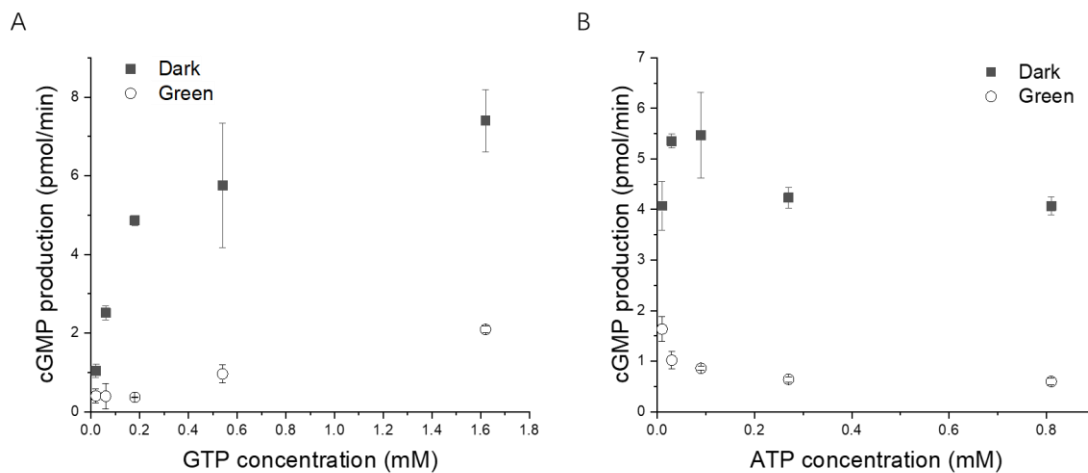 A
cGMP production (pmol/min)
8
6
4
2
0
Dark
Green
0.0 0.2 0.4 0.6 0.8 1.0 1.2 1.4 1.6 1.8
GTP concentration (mM)
B
cGMP production (pmol/min)
7
6
5
4
3
2
1
0
Dark
Green
0.0 0.2 0.4 0.6 0.8
ATP concentration (mM)